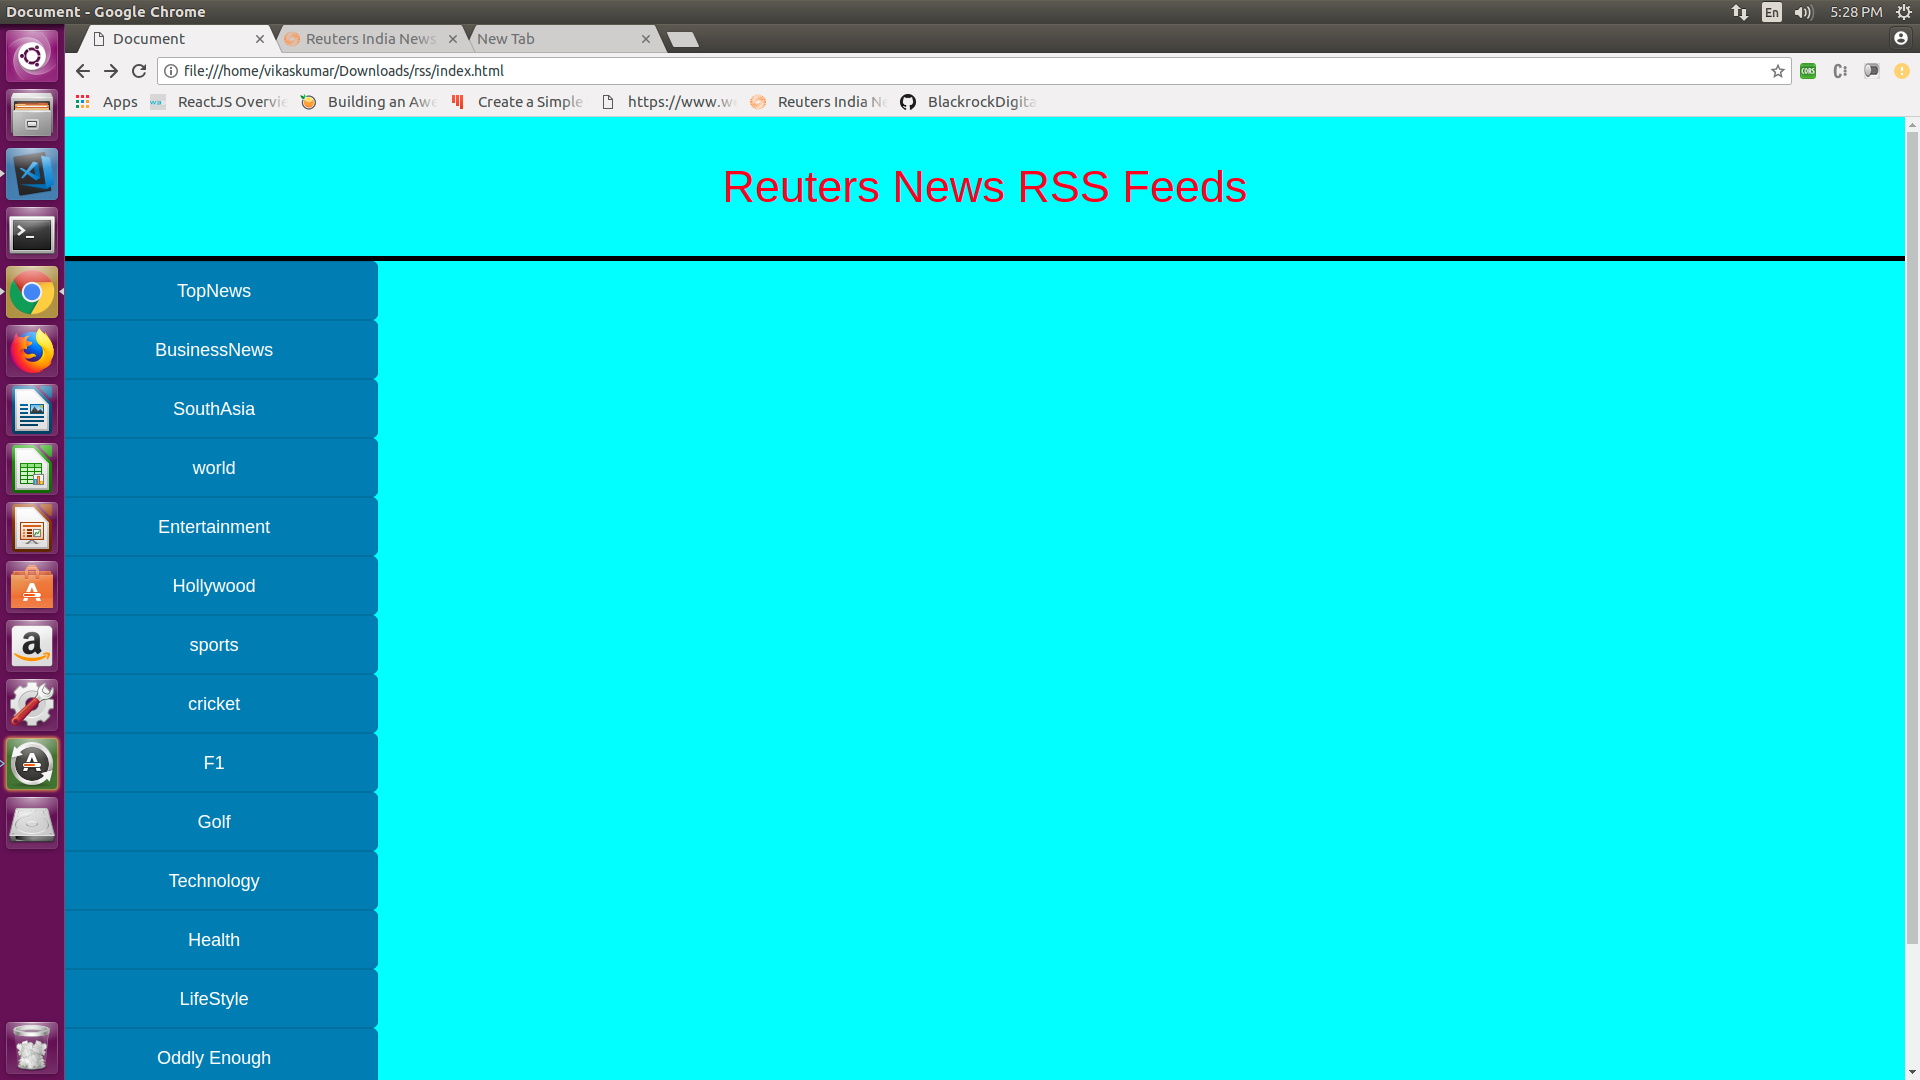 Document - Google Chrome
En
5:28 PM
Document
Reuters India News
New Tab
file:///home/vikaskumar/Downloads/rss/index.html
CORS
Apps
ReactJS Overvie
Building an Awe
Create a Simple
https://www.w
Reuters India Ne
BlackrockDigita
Reuters News RSS Feeds
TopNews
BusinessNews
SouthAsia
world
Entertainment
Hollywood
sports
cricket
F1
Golf
Technology
Health
LifeStyle
Oddly Enough